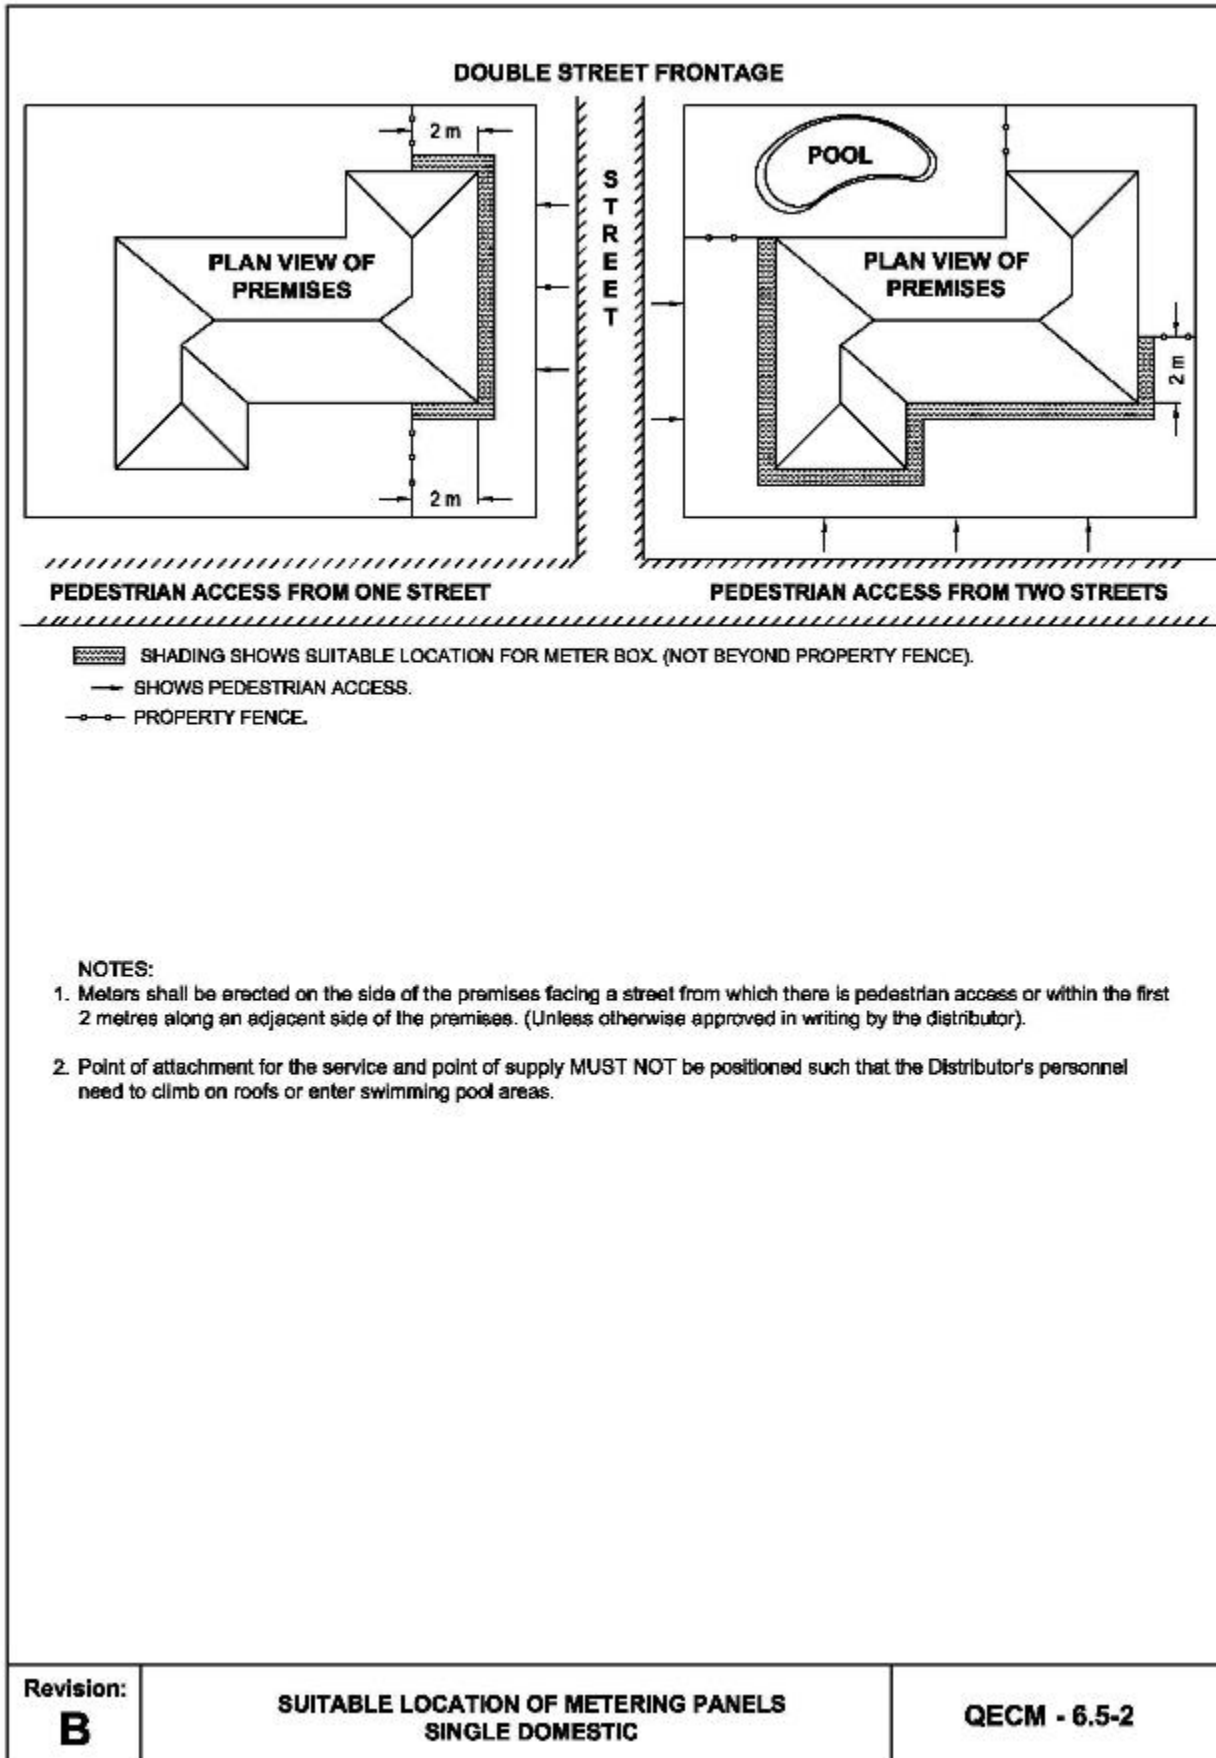 DOUBLE STREET FRONTAGE
2 m
PLAN VIEW OF
PREMISES
2 m
STREET
POOL
PLAN VIEW OF
PREMISES
2 m
PEDESTRIAN ACCESS FROM ONE STREET
PEDESTRIAN ACCESS FROM TWO STREETS
SHADING SHOWS SUITABLE LOCATION FOR METER BOX. (NOT BEYOND PROPERTY FENCE).
SHOWS PEDESTRIAN ACCESS.
PROPERTY FENCE.
NOTES:
1. Meters shall be erected on the side of the premises facing a street from which there is pedestrian access or within the first
2 metres along an adjacent side of the premises. (Unless otherwise approved in writing by the distributor).
2. Point of attachment for the service and point of supply MUST NOT be positioned such that the Distributor's personnel
need to climb on roofs or enter swimming pool areas.
Revision:
B
SUITABLE LOCATION OF METERING PANELS
SINGLE DOMESTIC
QECM - 6.5-2